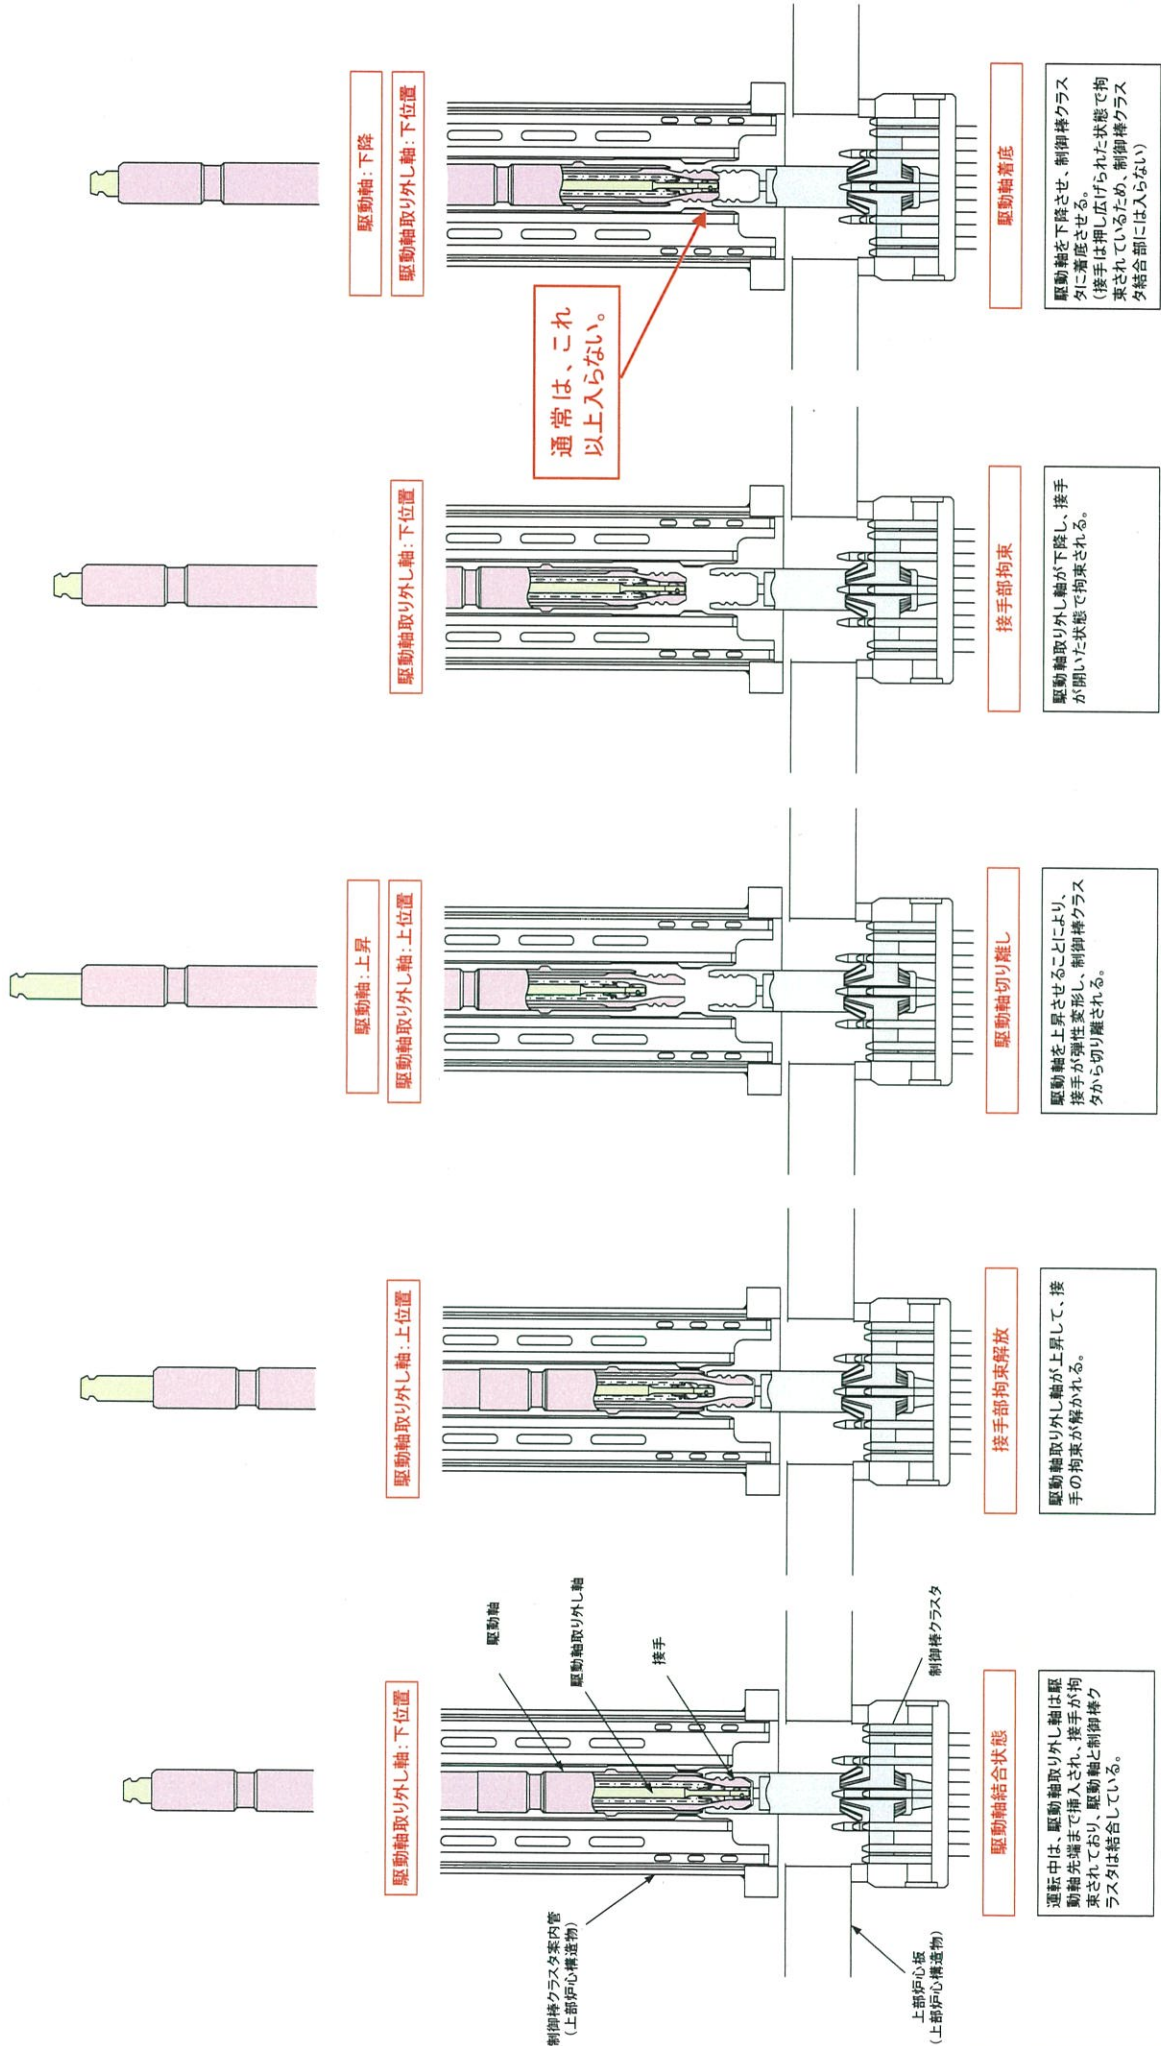 駆動軸取り外し軸:下位置
制御棒クラスタ案内管
(上部炉心構造物)
駆動軸
駆動軸取り外し軸
接手
制御棒クラスタ
上部炉心板
(上部炉心構造物)
駆動軸結合状態
運転中は、駆動軸取り外し軸は駆
動軸先端まで挿入され、接手が拘
束されており、駆動軸と制御棒ク
ラスタは結合している。
駆動軸取り外し軸:上位置
接手部拘束解放
駆動軸取り外し軸が上昇して、接
手の拘束が解かれる。
駆動軸:上昇
駆動軸取り外し軸:上位置
駆動軸切り離し
駆動軸を上昇させることにより、
接手が弾性変形し、制御棒クラス
タから切り離される。
駆動軸取り外し軸:下位置
接手部拘束
駆動軸取り外し軸が下降し、接手
が開いた状態で拘束される。
駆動軸:下降
駆動軸取り外し軸:下位置
通常は、これ
以上入らない。
駆動軸着底
駆動軸を下降させ、制御棒クラス
タに着底させる。
(接手は押し広げられた状態で拘
束されているため、制御棒クラス
タ結合部には入らない)